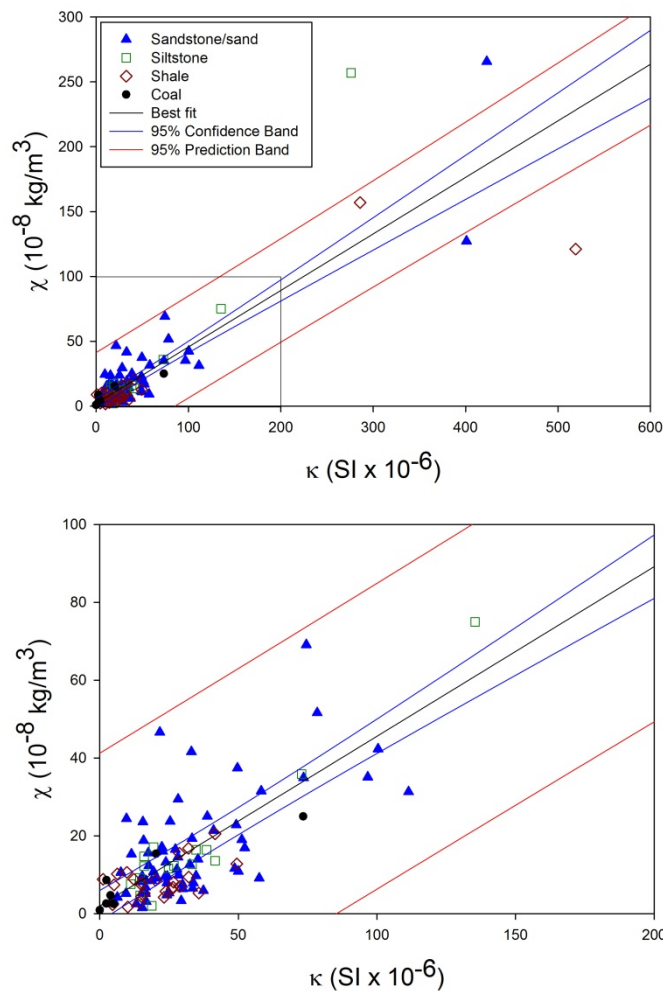 300
250
200
150
100
50
0
χ (10⁻⁸ kg/m³)
Sandstone/sand
Siltstone
Shale
Coal
Best fit
95% Confidence Band
95% Prediction Band
0 100 200 300 400 500 600
κ (SI x 10⁻⁶)
100
80
60
40
20
0
χ (10⁻⁸ kg/m³)
0 50 100 150 200
κ (SI x 10⁻⁶)